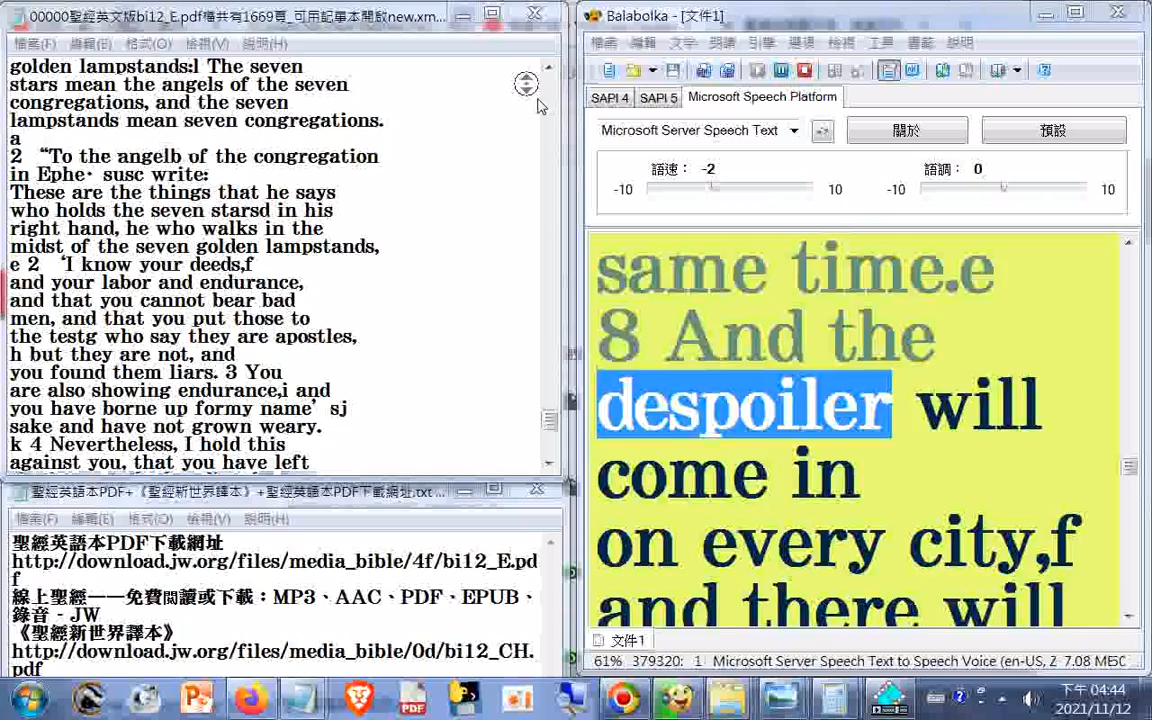 00000聖經英文版bi12_E.pdf檔共有1669頁_可用記事本開啟new.xm...
檔案(F) 編輯(E) 格式(O) 檢視(V) 說明(H)
golden lampstands:l The seven
stars mean the angels of the seven
congregations, and the seven
lampstands mean seven congregations.
a
2 “To the angelb of the congregation
in Ephe· susc write:
These are the things that he says
who holds the seven starsd in his
right hand, he who walks in the
midst of the seven golden lampstands,
e 2 ‘I know your deeds,f
and your labor and endurance,
and that you cannot bear bad
men, and that you put those to
the testg who say they are apostles,
h but they are not, and
you found them liars. 3 You
are also showing endurance,i and
you have borne up formy name’ sj
sake and have not grown weary.
k 4 Nevertheless, I hold this
against you, that you have left
聖經英語本PDF+《聖經新世界譯本》+聖經英語本PDF下載網址.txt ...
檔案(F) 編輯(E) 格式(O) 檢視(V) 說明(H)
聖經英語本PDF下載網址
http://download.jw.org/files/media_bible/4f/bi12_E.pd
f
線上聖經——免費閱讀或下載：MP3、AAC、PDF、EPUB、
錄音 - JW
《聖經新世界譯本》
http://download.jw.org/files/media_bible/0d/bi12_CH.
pdf
Balabolka - [文件1]
檔案 編輯 文字 朗讀 引擎 選項 檢視 工具 書籤 說明
SAPI 4 SAPI 5 Microsoft Speech Platform
Microsoft Server Speech Text 關於 預設
語速： -2 語調： 0
-10 10 -10 10
same time.e
8 And the
despoiler will
come in
on every city,f
and there will
文件1
61% 379320: 1 Microsoft Server Speech Text to Speech Voice (en-US, Z 7.08 МБ
PDF
下午 04:44
2021/11/12